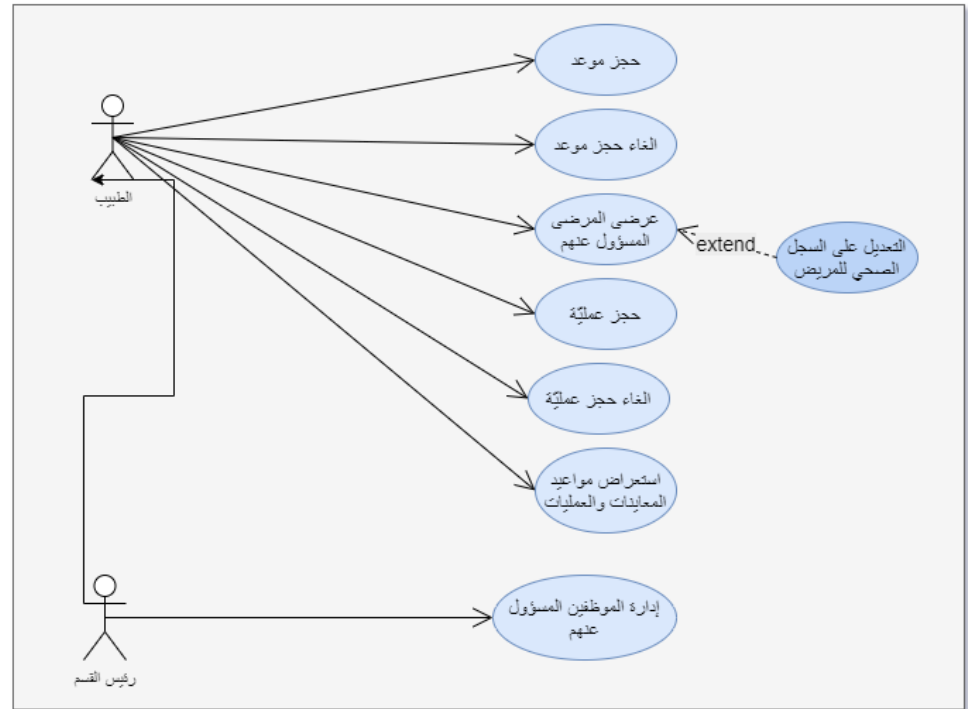 حجز موعد
الغاء حجز موعد
الطبيب
عرضى المرضى
المسؤول عنهم
extend
التعديل على السجل
الصحي للمريض
حجز عمليّة
الغاء حجز عمليّة
استعراض مواعيد
المعاينات والعمليات
إدارة الموظفين المسؤول
عنهم
رئيس القسم